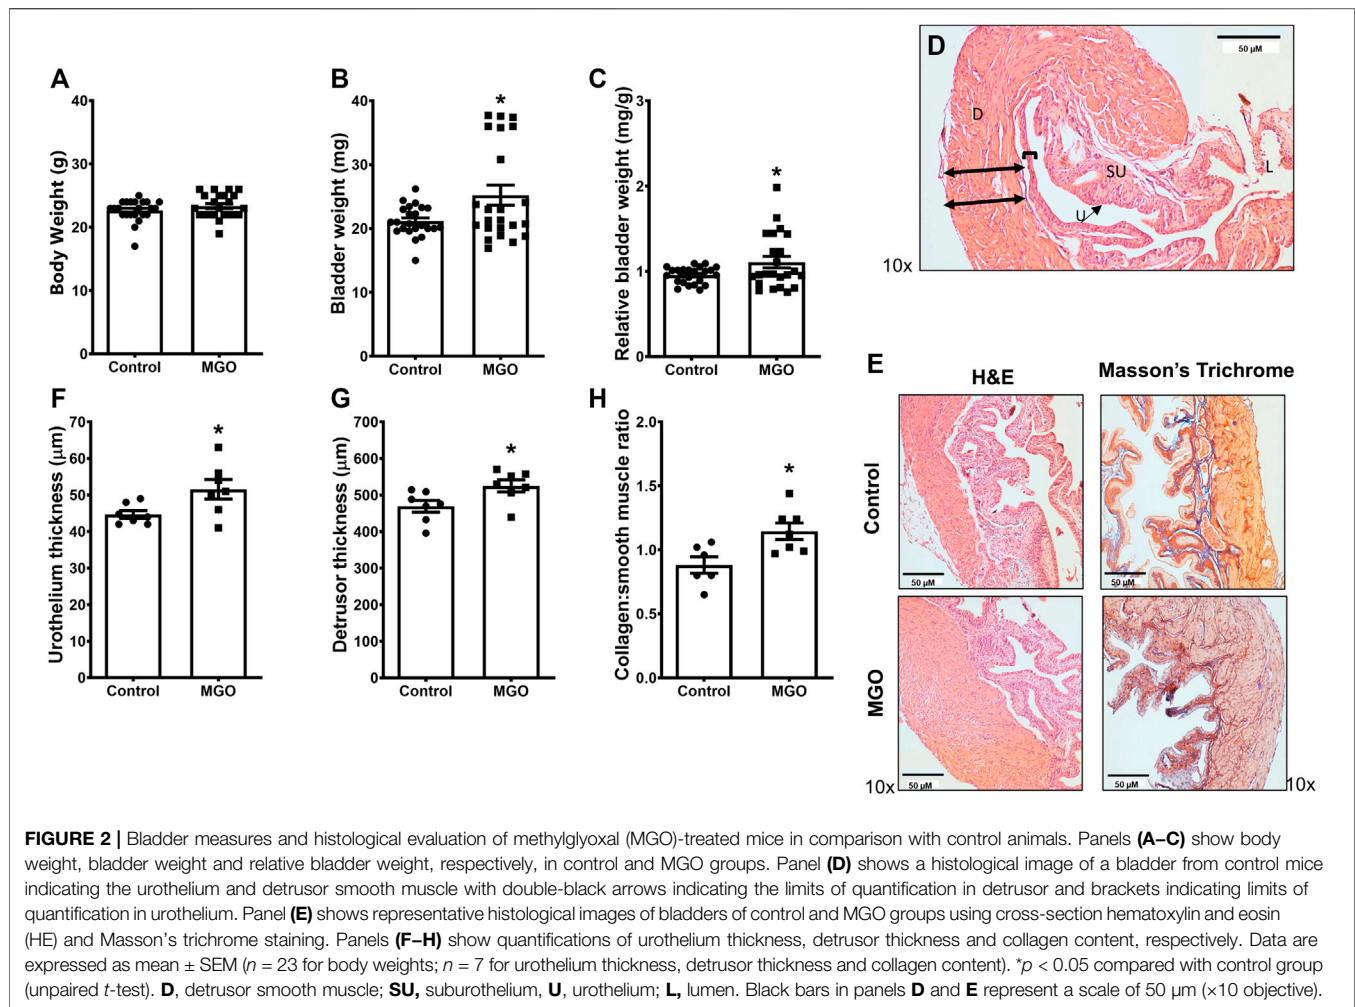 A
Body Weight (g)
40
30
20
10
0
Control
MGO
B
Bladder weight (mg)
40
30
20
10
0
*
Control
MGO
C
Relative bladder weight (mg/g)
3
2
1
0
*
Control
MGO
D
50 µM
D
SU
U
L
10x
E
H&E
Masson's Trichrome
Control
50 µM
50 µM
MGO
50 µM
50 µM
10x
10x
F
Urothelium thickness (µm)
70
60
50
40
30
20
10
0
*
Control
MGO
G
Detrusor thickness (µm)
700
600
500
400
300
200
100
0
*
Control
MGO
H
Collagen:smooth muscle ratio
2.0
1.5
1.0
0.5
0.0
*
Control
MGO
FIGURE 2 | Bladder measures and histological evaluation of methylglyoxal (MGO)-treated mice in comparison with control animals. Panels (A–C) show body
weight, bladder weight and relative bladder weight, respectively, in control and MGO groups. Panel (D) shows a histological image of a bladder from control mice
indicating the urothelium and detrusor smooth muscle with double-black arrows indicating the limits of quantification in detrusor and brackets indicating limits of
quantification in urothelium. Panel (E) shows representative histological images of bladders of control and MGO groups using cross-section hematoxylin and eosin
(HE) and Masson's trichrome staining. Panels (F–H) show quantifications of urothelium thickness, detrusor thickness and collagen content, respectively. Data are
expressed as mean ± SEM (n = 23 for body weights; n = 7 for urothelium thickness, detrusor thickness and collagen content). *p < 0.05 compared with control group
(unpaired t-test). D, detrusor smooth muscle; SU, suburothelium, U, urothelium; L, lumen. Black bars in panels D and E represent a scale of 50 µm (×10 objective).